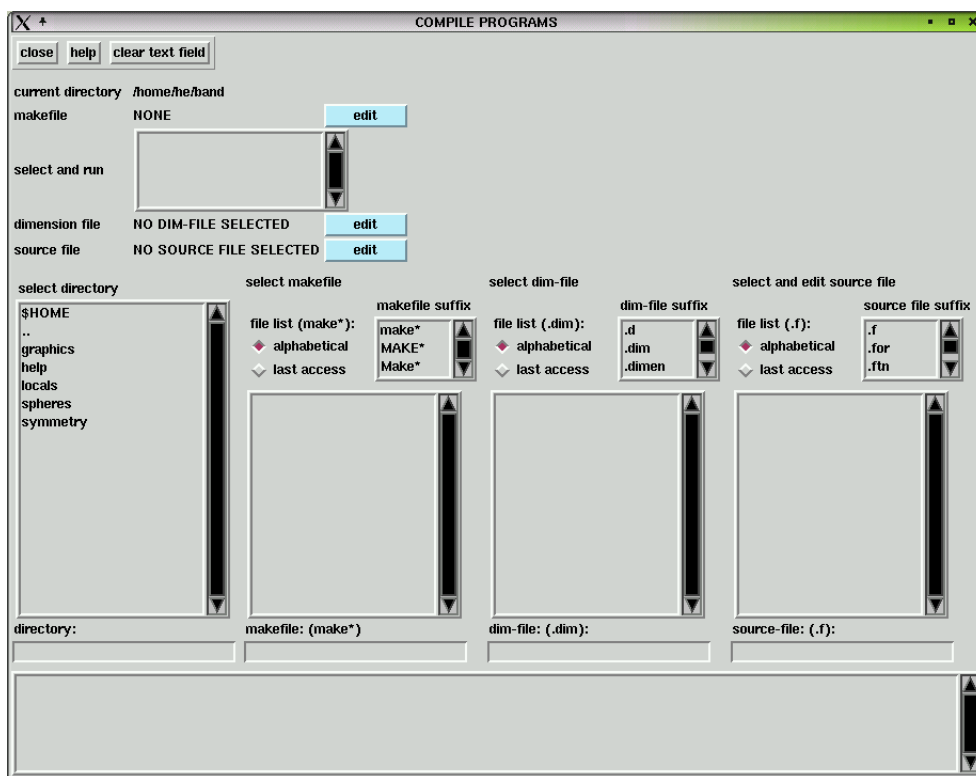 COMPILE PROGRAMS
close help clear text field
current directory /home/he/band
makefile NONE edit
select and run
dimension file NO DIM-FILE SELECTED edit
source file NO SOURCE FILE SELECTED edit
select directory
$HOME
..
graphics
help
locals
spheres
symmetry
directory:
select makefile
makefile suffix
file list (make*):
alphabetical
last access
make*
MAKE*
Make*
makefile: (make*)
select dim-file
dim-file suffix
file list (.dim):
alphabetical
last access
.d
.dim
.dimen
dim-file: (.dim):
select and edit source file
source file suffix
file list (.f):
alphabetical
last access
.f
.for
.ftn
source-file: (.f):